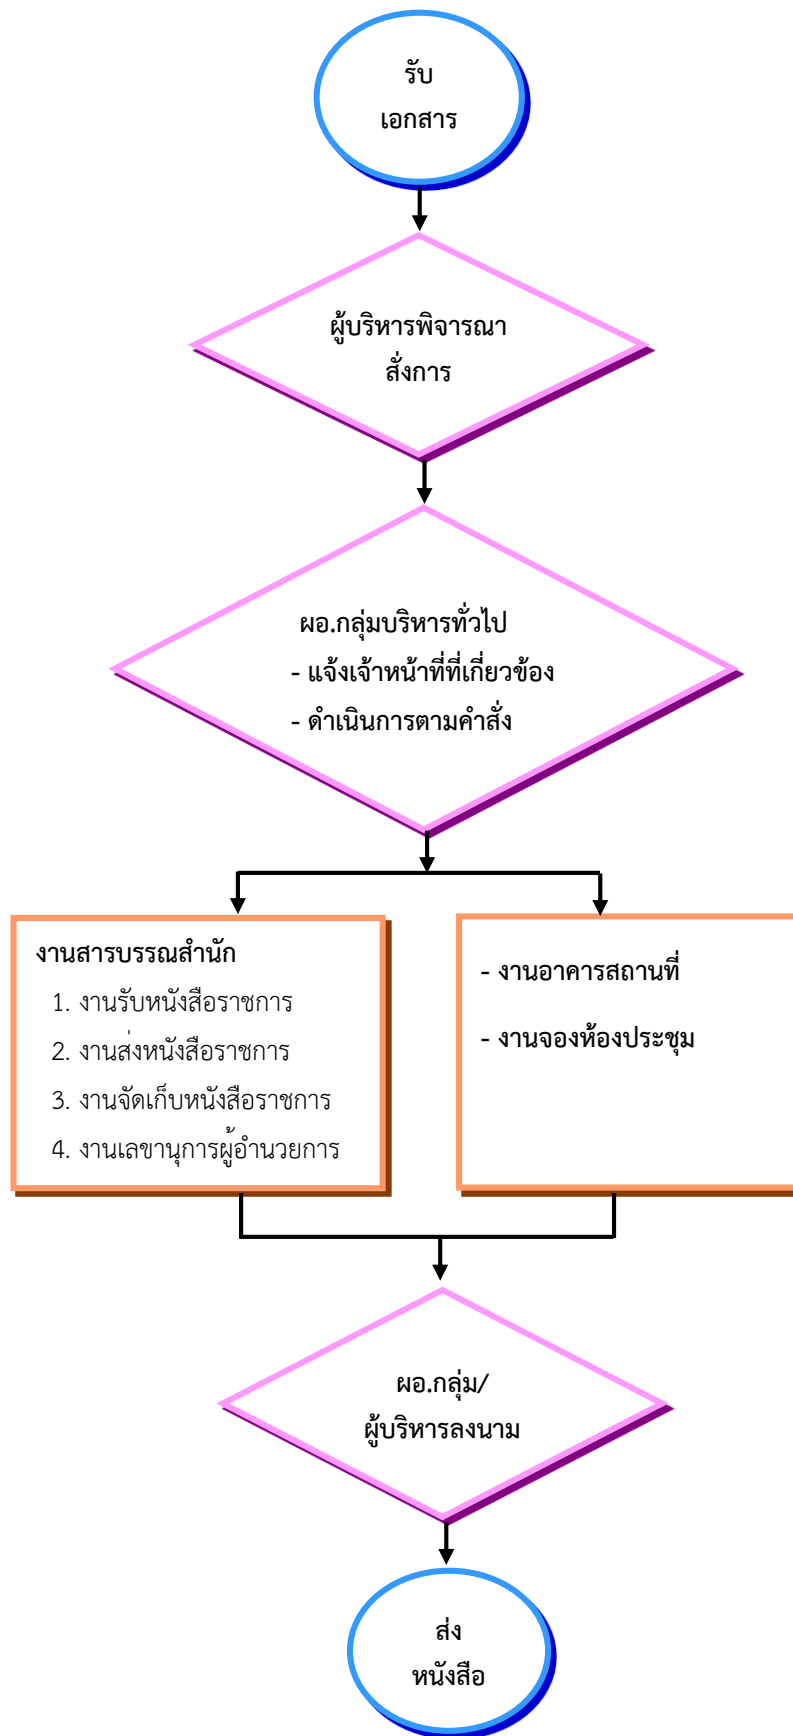 รับ
เอกสาร
ผู้บริหารพิจารณา
สั่งการ
ผอ.กลุ่มบริหารทั่วไป
- แจ้งเจ้าหน้าที่ที่เกี่ยวข้อง
- ดำเนินการตามคำสั่ง
งานสารบรรณสำนัก
1. งานรับหนังสือราชการ
2. งานส่งหนังสือราชการ
3. งานจัดเก็บหนังสือราชการ
4. งานเลขานุการผู้อำนวยการ
- งานอาคารสถานที่
- งานจองห้องประชุม
ผอ.กลุ่ม/
ผู้บริหารลงนาม
ส่ง
หนังสือ